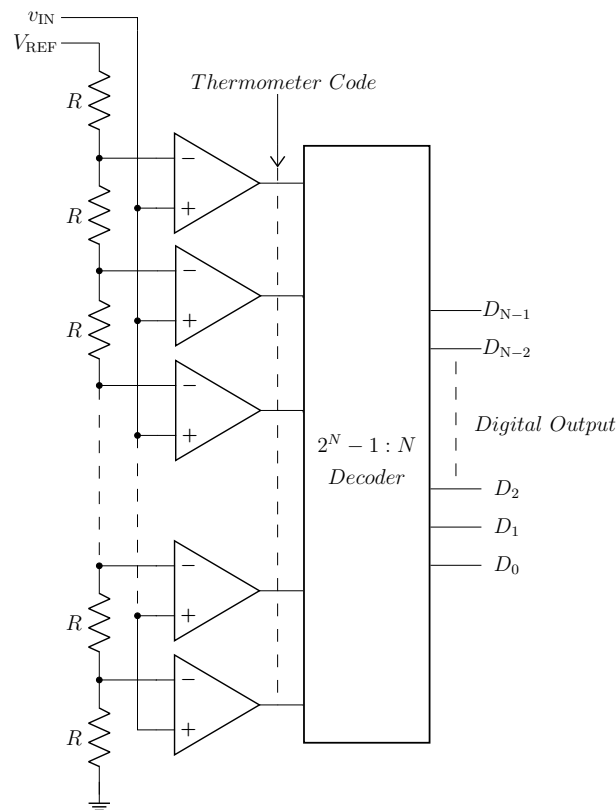 v_IN
V_REF
Thermometer Code
R
−
+
R
−
+
R
D_N−1
D_N−2
−
+
Digital Output
2^N − 1 : N
Decoder
D_2
D_1
D_0
−
+
R
−
+
R